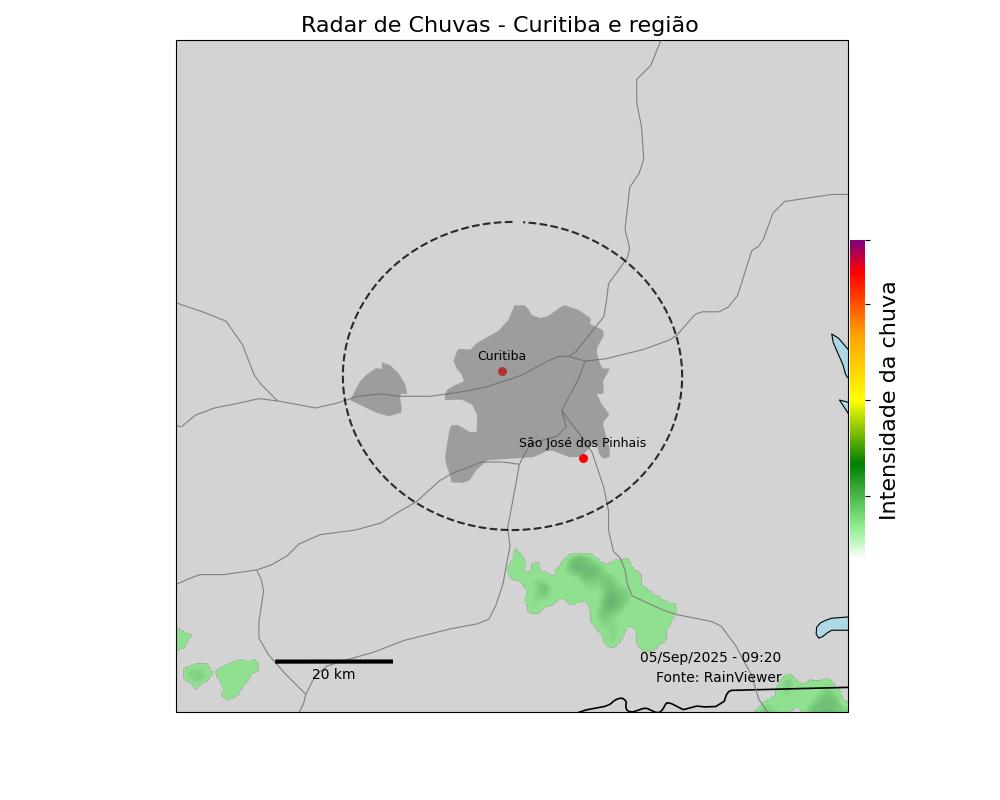 Radar de Chuvas - Curitiba e região
Curitiba
São José dos Pinhais
Intensidade da chuva
05/Sep/2025 - 09:20
Fonte: RainViewer
20 km